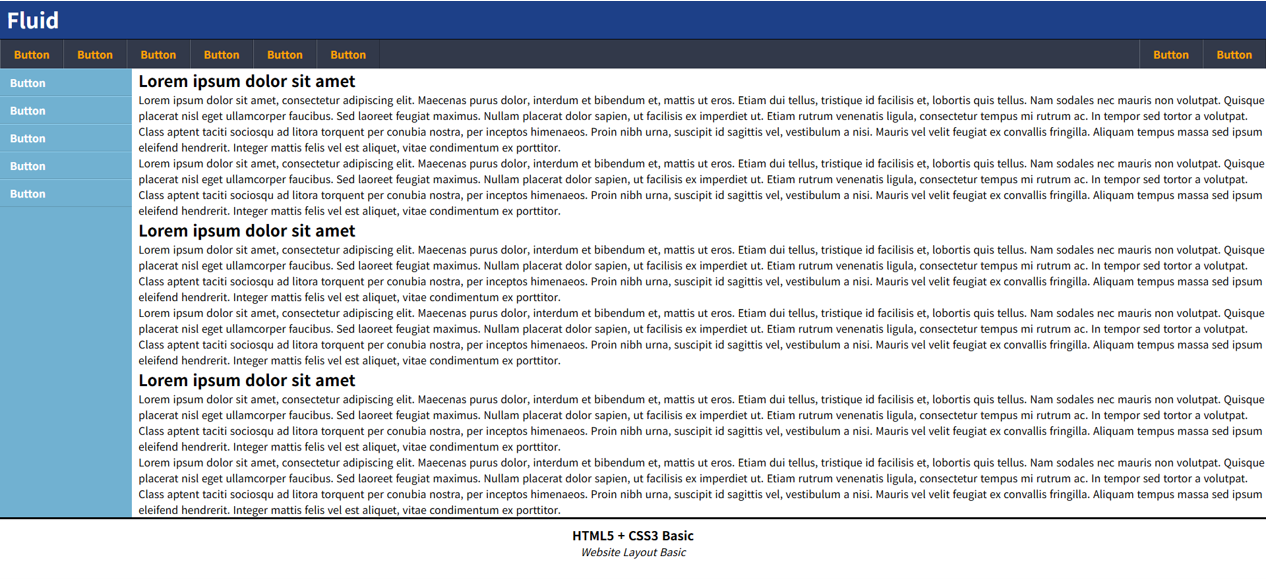 Fluid
Button Button Button Button Button Button Button Button
Button
Button
Button
Button
Button
Lorem ipsum dolor sit amet
Lorem ipsum dolor sit amet, consectetur adipiscing elit. Maecenas purus dolor, interdum et bibendum et, mattis ut eros. Etiam dui tellus, tristique id facilisis et, lobortis quis tellus. Nam sodales nec mauris non volutpat. Quisque
placerat nisl eget ullamcorper faucibus. Sed laoreet feugiat maximus. Nullam placerat dolor sapien, ut facilisis ex imperdiet ut. Etiam rutrum venenatis ligula, consectetur tempus mi rutrum ac. In tempor sed tortor a volutpat.
Class aptent taciti sociosqu ad litora torquent per conubia nostra, per inceptos himenaeos. Proin nibh urna, suscipit id sagittis vel, vestibulum a nisi. Mauris vel velit feugiat ex convallis fringilla. Aliquam tempus massa sed ipsum
eleifend hendrerit. Integer mattis felis vel est aliquet, vitae condimentum ex porttitor.
Lorem ipsum dolor sit amet, consectetur adipiscing elit. Maecenas purus dolor, interdum et bibendum et, mattis ut eros. Etiam dui tellus, tristique id facilisis et, lobortis quis tellus. Nam sodales nec mauris non volutpat. Quisque
placerat nisl eget ullamcorper faucibus. Sed laoreet feugiat maximus. Nullam placerat dolor sapien, ut facilisis ex imperdiet ut. Etiam rutrum venenatis ligula, consectetur tempus mi rutrum ac. In tempor sed tortor a volutpat.
Class aptent taciti sociosqu ad litora torquent per conubia nostra, per inceptos himenaeos. Proin nibh urna, suscipit id sagittis vel, vestibulum a nisi. Mauris vel velit feugiat ex convallis fringilla. Aliquam tempus massa sed ipsum
eleifend hendrerit. Integer mattis felis vel est aliquet, vitae condimentum ex porttitor.
Lorem ipsum dolor sit amet
Lorem ipsum dolor sit amet, consectetur adipiscing elit. Maecenas purus dolor, interdum et bibendum et, mattis ut eros. Etiam dui tellus, tristique id facilisis et, lobortis quis tellus. Nam sodales nec mauris non volutpat. Quisque
placerat nisl eget ullamcorper faucibus. Sed laoreet feugiat maximus. Nullam placerat dolor sapien, ut facilisis ex imperdiet ut. Etiam rutrum venenatis ligula, consectetur tempus mi rutrum ac. In tempor sed tortor a volutpat.
Class aptent taciti sociosqu ad litora torquent per conubia nostra, per inceptos himenaeos. Proin nibh urna, suscipit id sagittis vel, vestibulum a nisi. Mauris vel velit feugiat ex convallis fringilla. Aliquam tempus massa sed ipsum
eleifend hendrerit. Integer mattis felis vel est aliquet, vitae condimentum ex porttitor.
Lorem ipsum dolor sit amet, consectetur adipiscing elit. Maecenas purus dolor, interdum et bibendum et, mattis ut eros. Etiam dui tellus, tristique id facilisis et, lobortis quis tellus. Nam sodales nec mauris non volutpat. Quisque
placerat nisl eget ullamcorper faucibus. Sed laoreet feugiat maximus. Nullam placerat dolor sapien, ut facilisis ex imperdiet ut. Etiam rutrum venenatis ligula, consectetur tempus mi rutrum ac. In tempor sed tortor a volutpat.
Class aptent taciti sociosqu ad litora torquent per conubia nostra, per inceptos himenaeos. Proin nibh urna, suscipit id sagittis vel, vestibulum a nisi. Mauris vel velit feugiat ex convallis fringilla. Aliquam tempus massa sed ipsum
eleifend hendrerit. Integer mattis felis vel est aliquet, vitae condimentum ex porttitor.
Lorem ipsum dolor sit amet
Lorem ipsum dolor sit amet, consectetur adipiscing elit. Maecenas purus dolor, interdum et bibendum et, mattis ut eros. Etiam dui tellus, tristique id facilisis et, lobortis quis tellus. Nam sodales nec mauris non volutpat. Quisque
placerat nisl eget ullamcorper faucibus. Sed laoreet feugiat maximus. Nullam placerat dolor sapien, ut facilisis ex imperdiet ut. Etiam rutrum venenatis ligula, consectetur tempus mi rutrum ac. In tempor sed tortor a volutpat.
Class aptent taciti sociosqu ad litora torquent per conubia nostra, per inceptos himenaeos. Proin nibh urna, suscipit id sagittis vel, vestibulum a nisi. Mauris vel velit feugiat ex convallis fringilla. Aliquam tempus massa sed ipsum
eleifend hendrerit. Integer mattis felis vel est aliquet, vitae condimentum ex porttitor.
Lorem ipsum dolor sit amet, consectetur adipiscing elit. Maecenas purus dolor, interdum et bibendum et, mattis ut eros. Etiam dui tellus, tristique id facilisis et, lobortis quis tellus. Nam sodales nec mauris non volutpat. Quisque
placerat nisl eget ullamcorper faucibus. Sed laoreet feugiat maximus. Nullam placerat dolor sapien, ut facilisis ex imperdiet ut. Etiam rutrum venenatis ligula, consectetur tempus mi rutrum ac. In tempor sed tortor a volutpat.
Class aptent taciti sociosqu ad litora torquent per conubia nostra, per inceptos himenaeos. Proin nibh urna, suscipit id sagittis vel, vestibulum a nisi. Mauris vel velit feugiat ex convallis fringilla. Aliquam tempus massa sed ipsum
eleifend hendrerit. Integer mattis felis vel est aliquet, vitae condimentum ex porttitor.
HTML5 + CSS3 Basic
Website Layout Basic